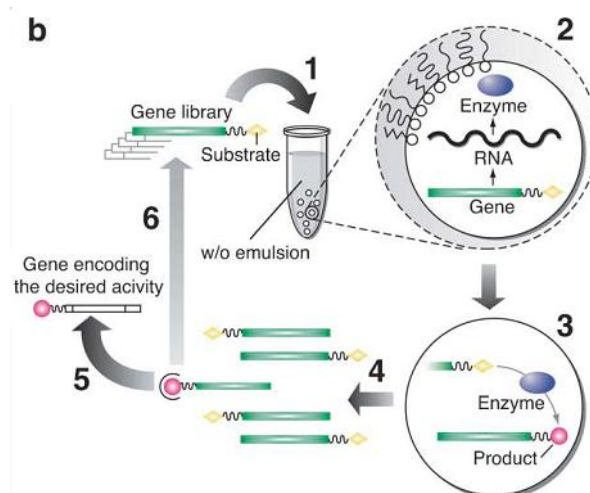 b
1
2
Gene library
Substrate
w/o emulsion
Enzyme
RNA
Gene
6
Gene encoding
the desired acivity
3
Enzyme
Product
4
5